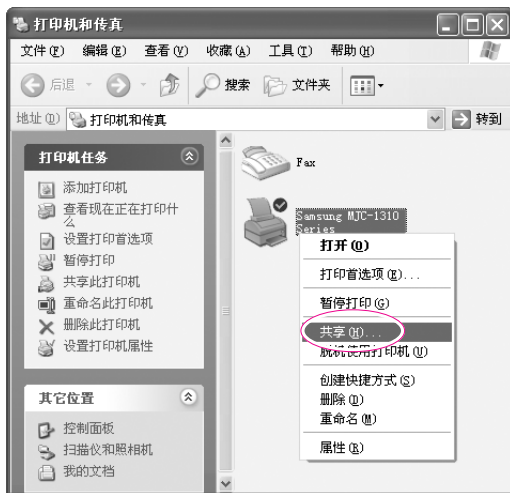 打印机和传真
文件(F) 编辑(E) 查看(V) 收藏(A) 工具(T) 帮助(H)
后退 搜索 文件夹
地址(D) 打印机和传真 转到
打印机任务
添加打印机
查看现在正在打印什
么
设置打印首选项
暂停打印
共享此打印机
重命名此打印机
删除此打印机
设置打印机属性
其它位置
控制面板
扫描仪和照相机
我的文档
Fax
Samsung MJC-1310
Series
打开(O)
打印首选项(E)...
暂停打印(G)
共享(H)...
脱机使用打印机(U)
创建快捷方式(S)
删除(D)
重命名(M)
属性(R)